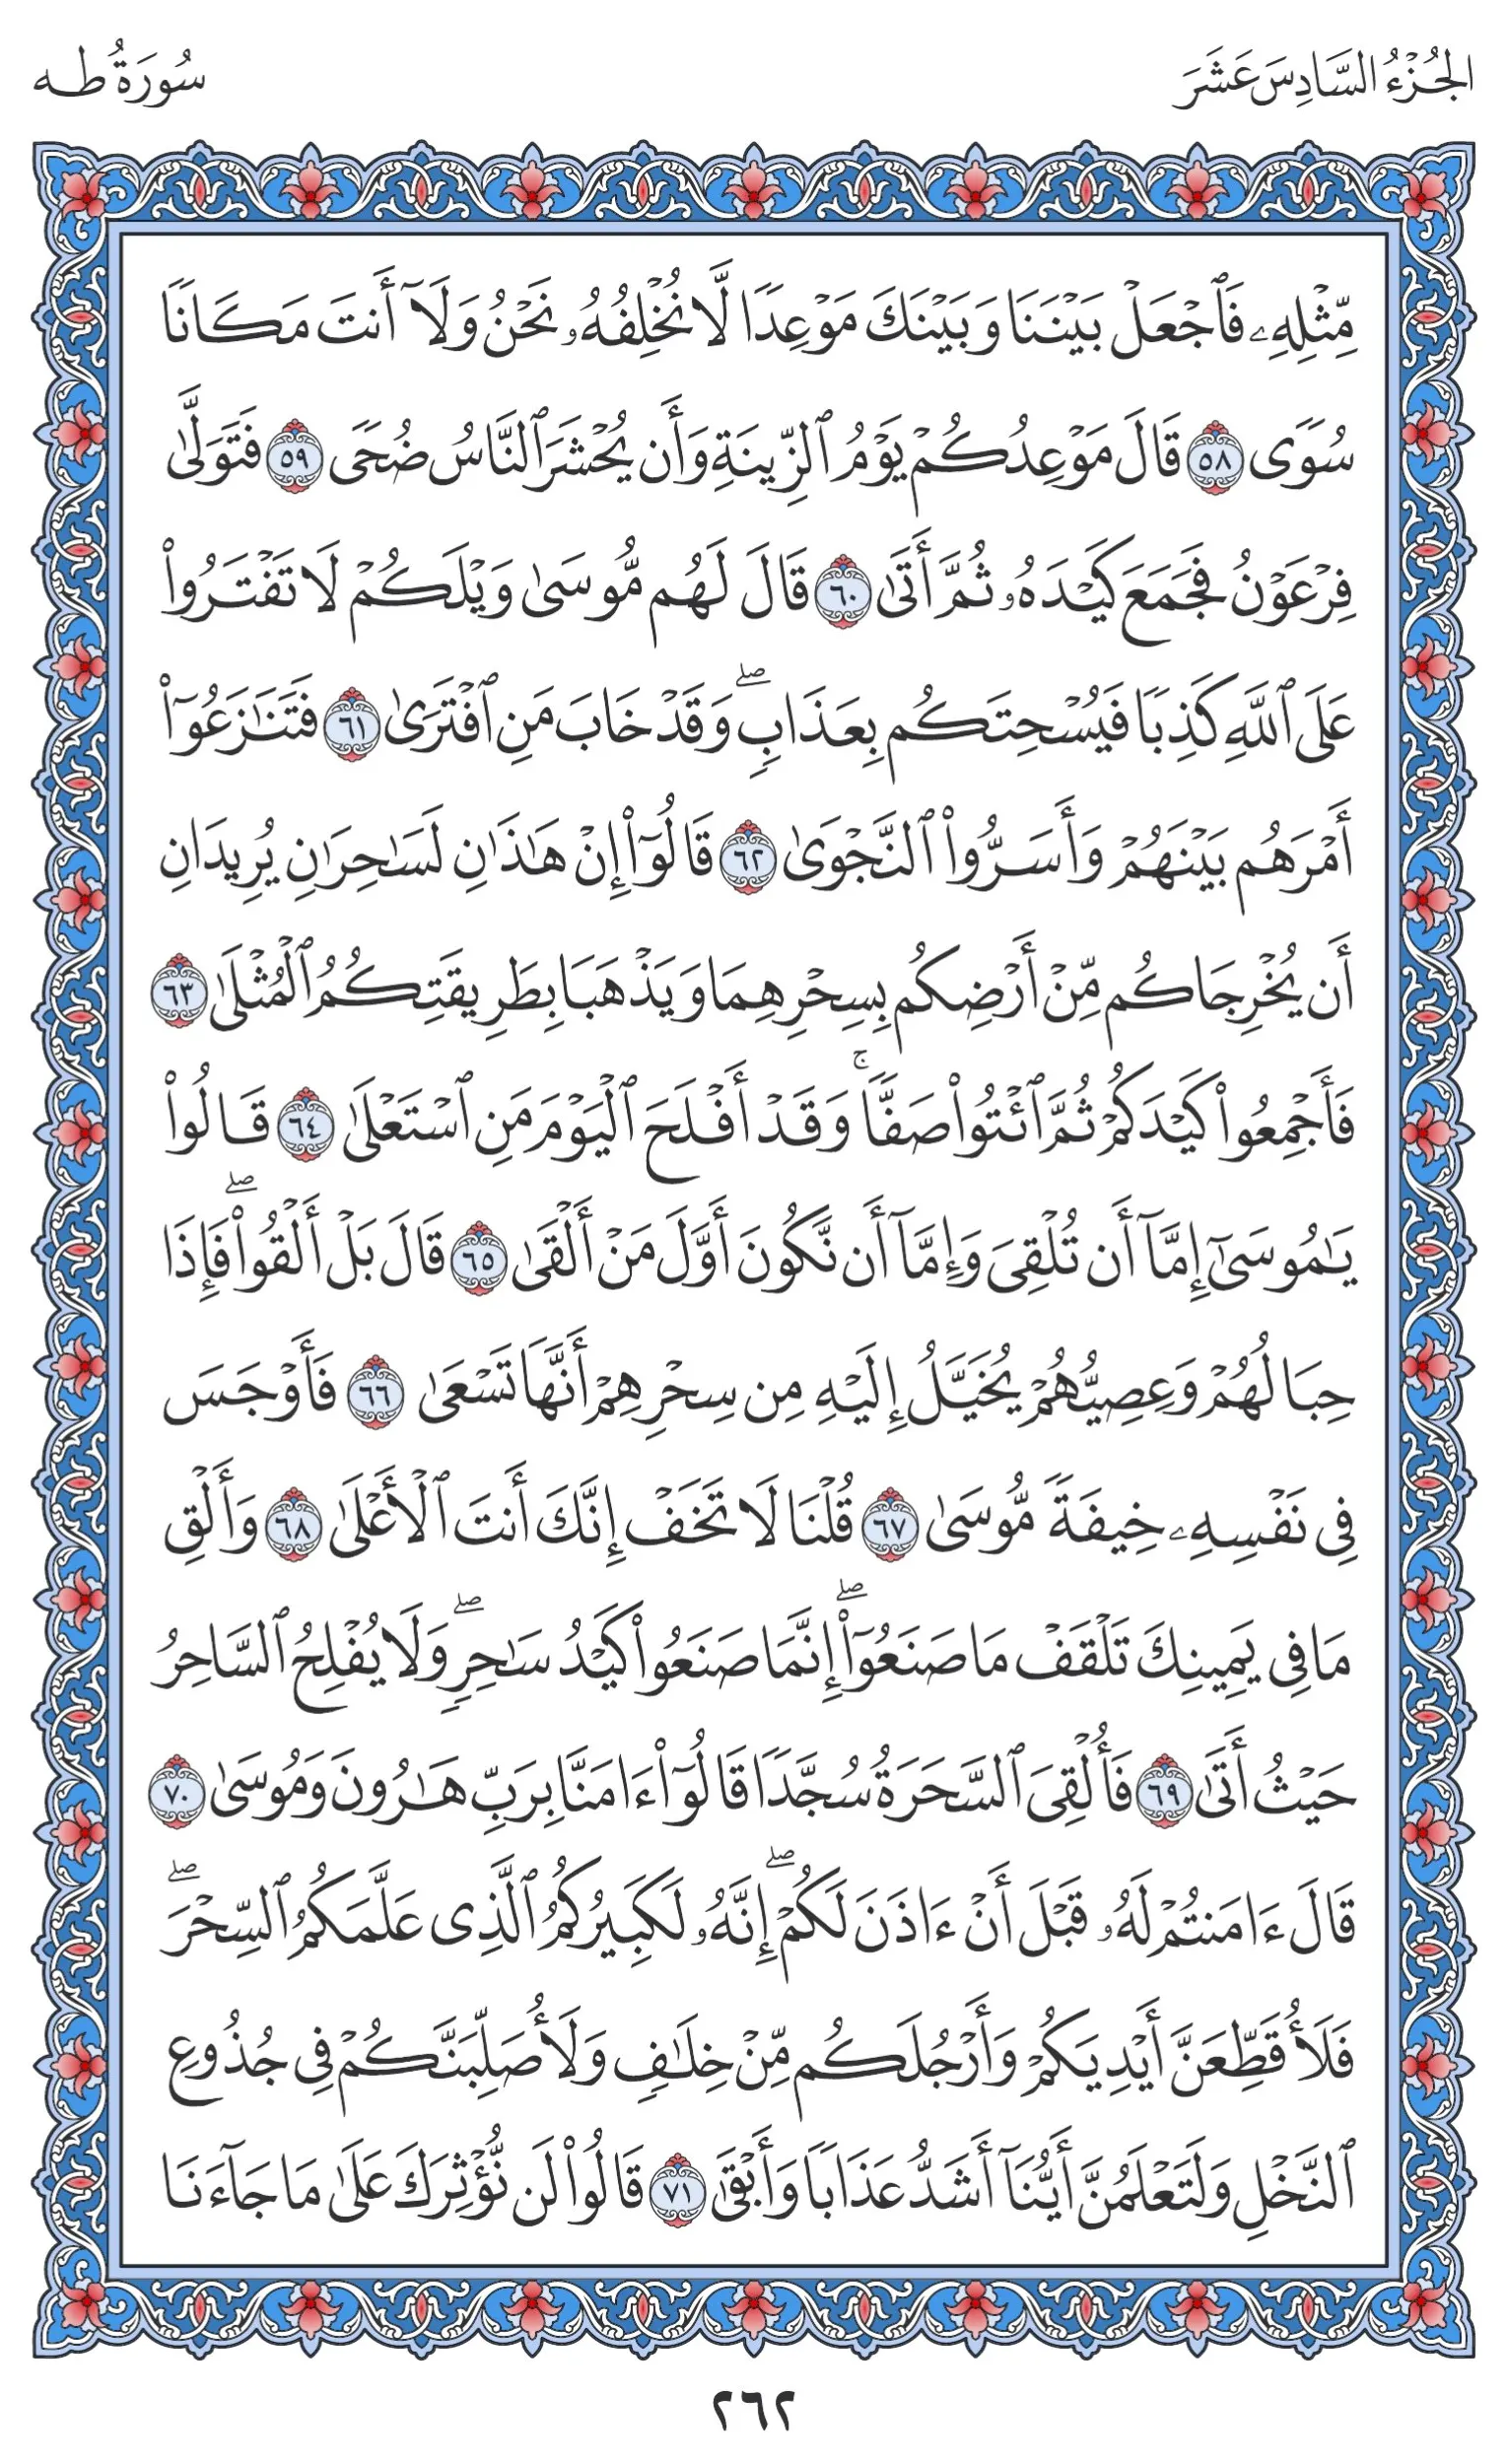 الجُزْءُ السَّادِسَ عَشَرَ
سُورَةُ طـه
مِّثْلِهِۦ فَٱجْعَلْ بَيْنَنَا وَبَيْنَكَ مَوْعِدًا لَّا نُخْلِفُهُۥ نَحْنُ وَلَآ أَنتَ مَكَانًا
سُوًى ٥٨ قَالَ مَوْعِدُكُمْ يَوْمُ ٱلزِّينَةِ وَأَن يُحْشَرَ ٱلنَّاسُ ضُحًى ٥٩ فَتَوَلَّىٰ
فِرْعَوْنُ فَجَمَعَ كَيْدَهُۥ ثُمَّ أَتَىٰ ٦٠ قَالَ لَهُم مُّوسَىٰ وَيْلَكُمْ لَا تَفْتَرُوا۟
عَلَى ٱللَّهِ كَذِبًا فَيُسْحِتَكُم بِعَذَابٍ ۖ وَقَدْ خَابَ مَنِ ٱفْتَرَىٰ ٦١ فَتَنَـٰزَعُوٓا۟
أَمْرَهُم بَيْنَهُمْ وَأَسَرُّوا۟ ٱلنَّجْوَىٰ ٦٢ قَالُوٓا۟ إِنْ هَـٰذَٰنِ لَسَـٰحِرَٰنِ يُرِيدَانِ
أَن يُخْرِجَاكُم مِّنْ أَرْضِكُم بِسِحْرِهِمَا وَيَذْهَبَا بِطَرِيقَتِكُمُ ٱلْمُثْلَىٰ ٦٣
فَأَجْمِعُوا۟ كَيْدَكُمْ ثُمَّ ٱئْتُوا۟ صَفًّا ۚ وَقَدْ أَفْلَحَ ٱلْيَوْمَ مَنِ ٱسْتَعْلَىٰ ٦٤ قَالُوا۟
يَـٰمُوسَىٰٓ إِمَّآ أَن تُلْقِىَ وَإِمَّآ أَن نَّكُونَ أَوَّلَ مَنْ أَلْقَىٰ ٦٥ قَالَ بَلْ أَلْقُوا۟ ۖ فَإِذَا
حِبَالُهُمْ وَعِصِيُّهُمْ يُخَيَّلُ إِلَيْهِ مِن سِحْرِهِمْ أَنَّهَا تَسْعَىٰ ٦٦ فَأَوْجَسَ
فِى نَفْسِهِۦ خِيفَةً مُّوسَىٰ ٦٧ قُلْنَا لَا تَخَفْ إِنَّكَ أَنتَ ٱلْأَعْلَىٰ ٦٨ وَأَلْقِ
مَا فِى يَمِينِكَ تَلْقَفْ مَا صَنَعُوٓا۟ ۖ إِنَّمَا صَنَعُوا۟ كَيْدُ سَـٰحِرٍ ۖ وَلَا يُفْلِحُ ٱلسَّاحِرُ
حَيْثُ أَتَىٰ ٦٩ فَأُلْقِىَ ٱلسَّحَرَةُ سُجَّدًا قَالُوٓا۟ ءَامَنَّا بِرَبِّ هَـٰرُونَ وَمُوسَىٰ ٧٠
قَالَ ءَامَنتُمْ لَهُۥ قَبْلَ أَنْ ءَاذَنَ لَكُمْ ۖ إِنَّهُۥ لَكَبِيرُكُمُ ٱلَّذِى عَلَّمَكُمُ ٱلسِّحْرَ ۖ
فَلَأُقَطِّعَنَّ أَيْدِيَكُمْ وَأَرْجُلَكُم مِّنْ خِلَـٰفٍ وَلَأُصَلِّبَنَّكُمْ فِى جُذُوعِ
ٱلنَّخْلِ وَلَتَعْلَمُنَّ أَيُّنَآ أَشَدُّ عَذَابًا وَأَبْقَىٰ ٧١ قَالُوا۟ لَن نُّؤْثِرَكَ عَلَىٰ مَا جَآءَنَا
٢٦٢